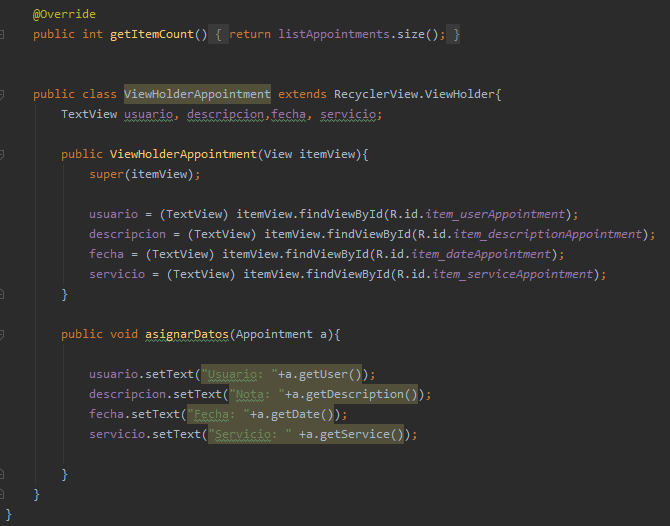 @Override
public int getItemCount() { return listAppointments.size(); }
public class ViewHolderAppointment extends RecyclerView.ViewHolder{
TextView usuario, descripcion,fecha, servicio;
public ViewHolderAppointment(View itemView){
super(itemView);
usuario = (TextView) itemView.findViewById(R.id.item_userAppointment);
descripcion = (TextView) itemView.findViewById(R.id.item_descriptionAppointment);
fecha = (TextView) itemView.findViewById(R.id.item_dateAppointment);
servicio = (TextView) itemView.findViewById(R.id.item_serviceAppointment);
}
public void asignarDatos(Appointment a){
usuario.setText("Usuario: "+a.getUser());
descripcion.setText("Nota: "+a.getDescription());
fecha.setText("Fecha: "+a.getDate());
servicio.setText("Servicio: " +a.getService());
}
}
}